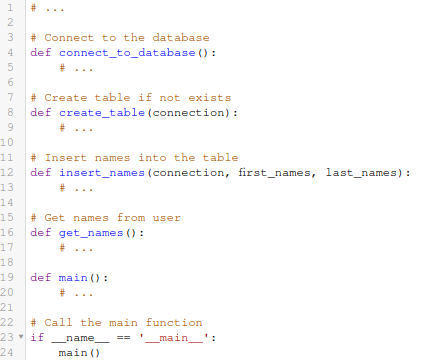 1 # ...
2
3 # Connect to the database
4 def connect_to_database():
5     # ...
6
7 # Create table if not exists
8 def create_table(connection):
9     # ...
10
11 # Insert names into the table
12 def insert_names(connection, first_names, last_names):
13     # ...
14
15 # Get names from user
16 def get_names():
17     # ...
18
19 def main():
20     # ...
21
22 # Call the main function
23 if __name__ == '__main__':
24     main()